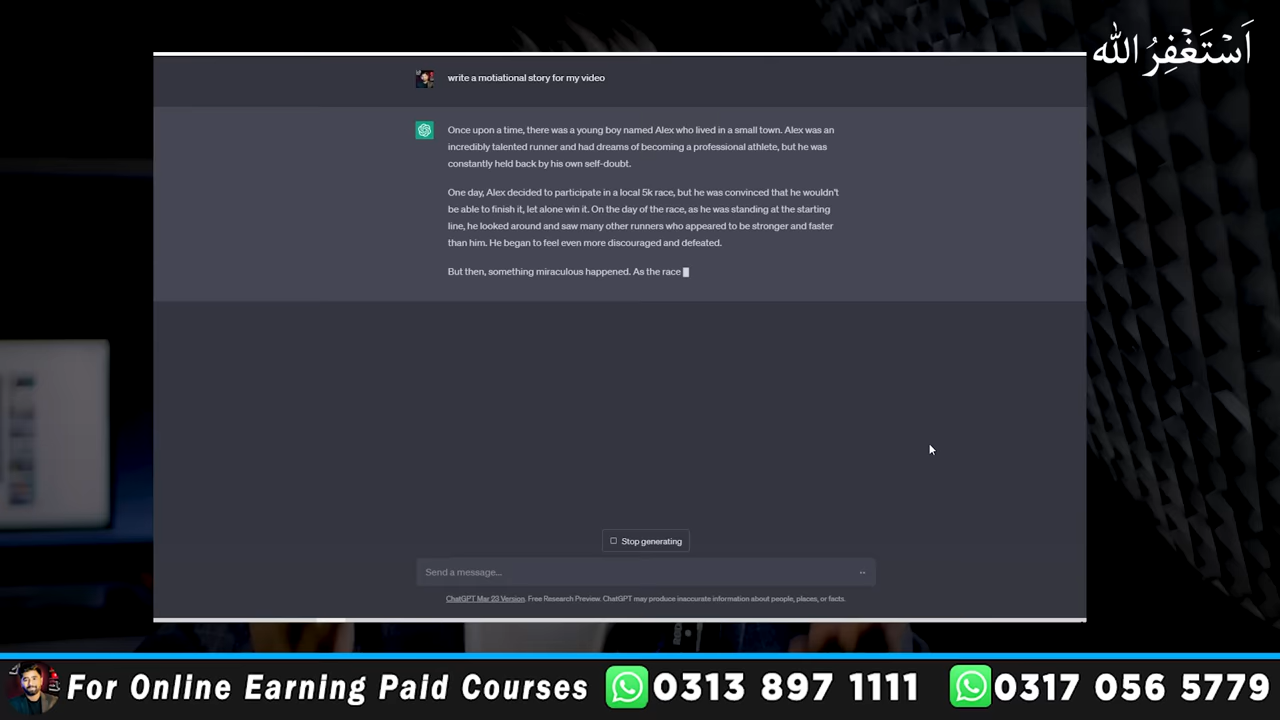 اَسْتَغْفِرُ اللّٰه
write a motiational story for my video
Once upon a time, there was a young boy named Alex who lived in a small town. Alex was an
incredibly talented runner and had dreams of becoming a professional athlete, but he was
constantly held back by his own self-doubt.
One day, Alex decided to participate in a local 5k race, but he was convinced that he wouldn't
be able to finish it, let alone win it. On the day of the race, as he was standing at the starting
line, he looked around and saw many other runners who appeared to be stronger and faster
than him. He began to feel even more discouraged and defeated.
But then, something miraculous happened. As the race
Stop generating
Send a message...
ChatGPT Mar 23 Version. Free Research Preview. ChatGPT may produce inaccurate information about people, places, or facts.
For Online Earning Paid Courses 0313 897 1111 0317 056 5779